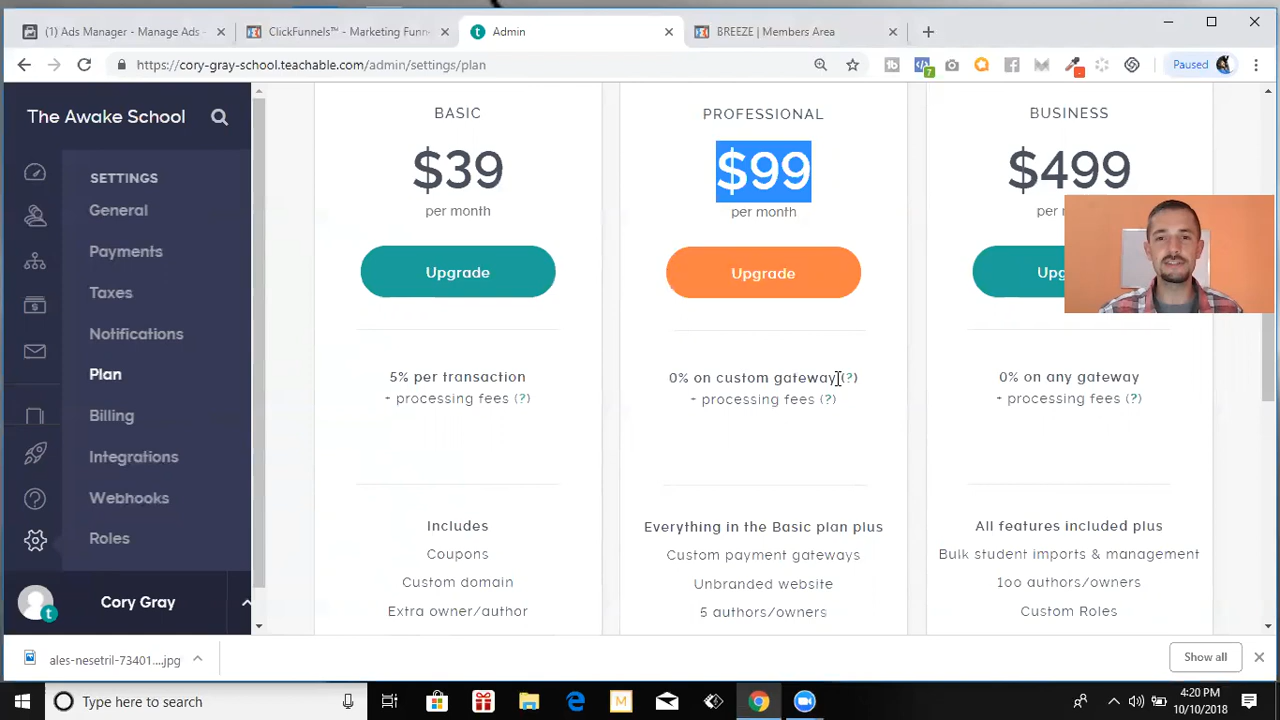 (1) Ads Manager - Manage Ads -
ClickFunnels™ - Marketing Funn
Admin
BREEZE | Members Area
https://cory-gray-school.teachable.com/admin/settings/plan
7
Paused
The Awake School
SETTINGS
General
Payments
Taxes
Notifications
Plan
Billing
Integrations
Webhooks
Roles
Cory Gray
BASIC
$39
per month
Upgrade
5% per transaction
+ processing fees (?)
Includes
Coupons
Custom domain
Extra owner/author
PROFESSIONAL
$99
per month
Upgrade
0% on custom gateway (?)
+ processing fees (?)
Everything in the Basic plan plus
Custom payment gateways
Unbranded website
5 authors/owners
BUSINESS
$499
per
Upg
0% on any gateway
+ processing fees (?)
All features included plus
Bulk student imports & management
100 authors/owners
Custom Roles
ales-nesetril-73401....jpg
Show all
Type here to search
4:20 PM
10/10/2018